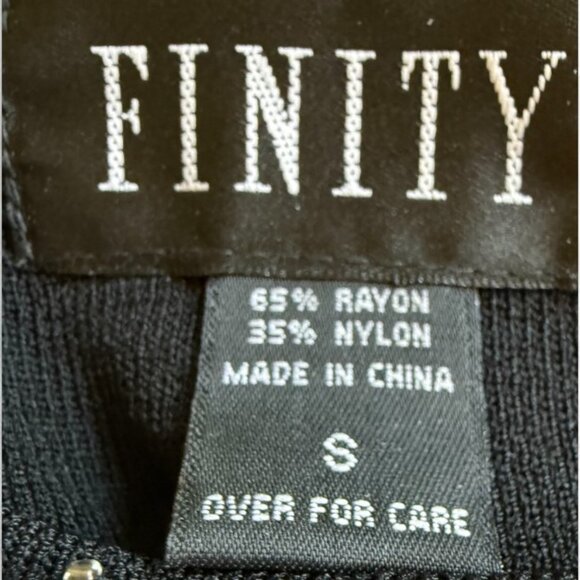 FINITY
65% RAYON
35% NYLON
MADE IN CHINA
S
OVER FOR CARE